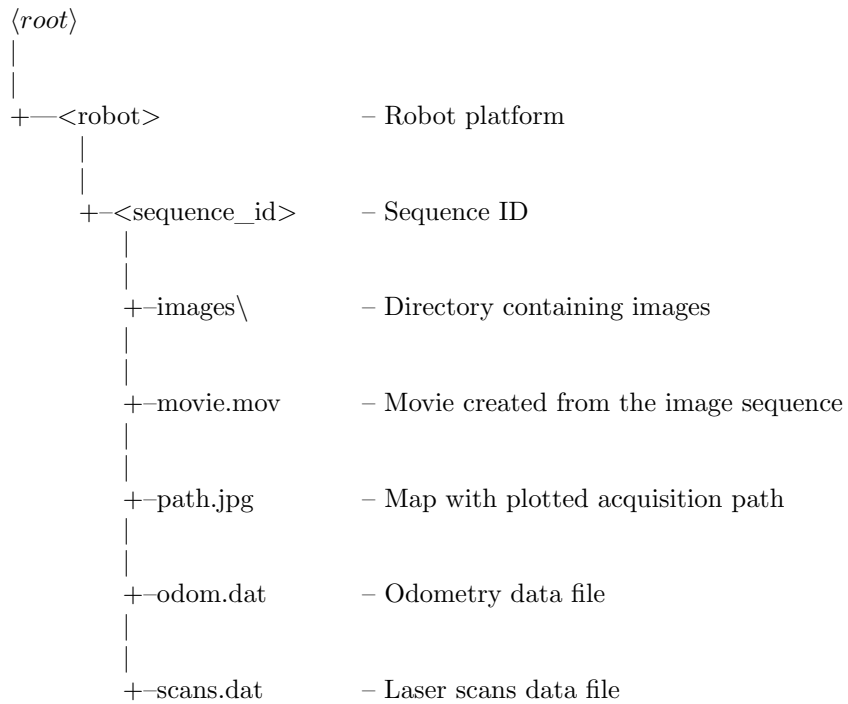 ⟨root⟩
|
|
+—<robot> – Robot platform
|
|
+–<sequence_id> – Sequence ID
|
|
+–images\ – Directory containing images
|
|
+–movie.mov – Movie created from the image sequence
|
|
+–path.jpg – Map with plotted acquisition path
|
|
+–odom.dat – Odometry data file
|
|
+–scans.dat – Laser scans data file